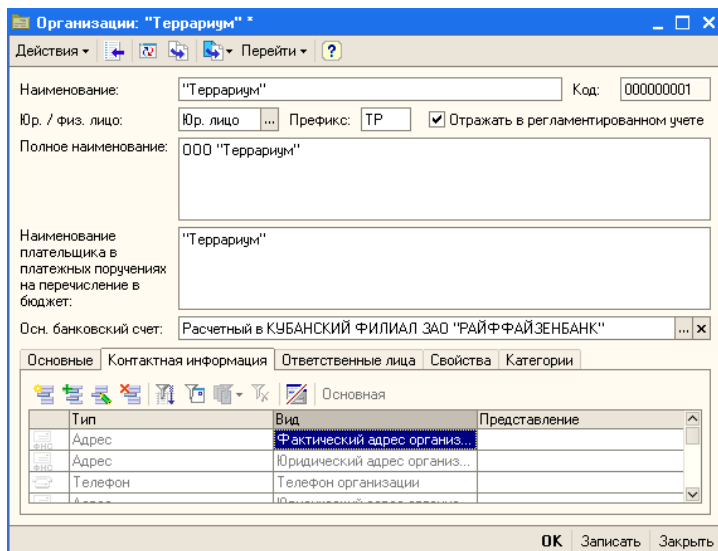 Организации: "Террариум" *
Действия Перейти ?
Наименование: "Террариум" Код: 000000001
Юр. / физ. лицо: Юр. лицо ... Префикс: ТР Отражать в регламентированном учете
Полное наименование: ООО "Террариум"
Наименование "Террариум"
плательщика в
платежных поручениях
на перечисление в
бюджет:
Осн. банковский счет: Расчетный в КУБАНСКИЙ ФИЛИАЛ ЗАО "РАЙФФАЙЗЕНБАНК" ... x
Основные Контактная информация Ответственные лица Свойства Категории
Основная
Тип Вид Представление
Адрес Фактический адрес организ...
Адрес Юридический адрес организ...
Телефон Телефон организации
OK Записать Закрыть